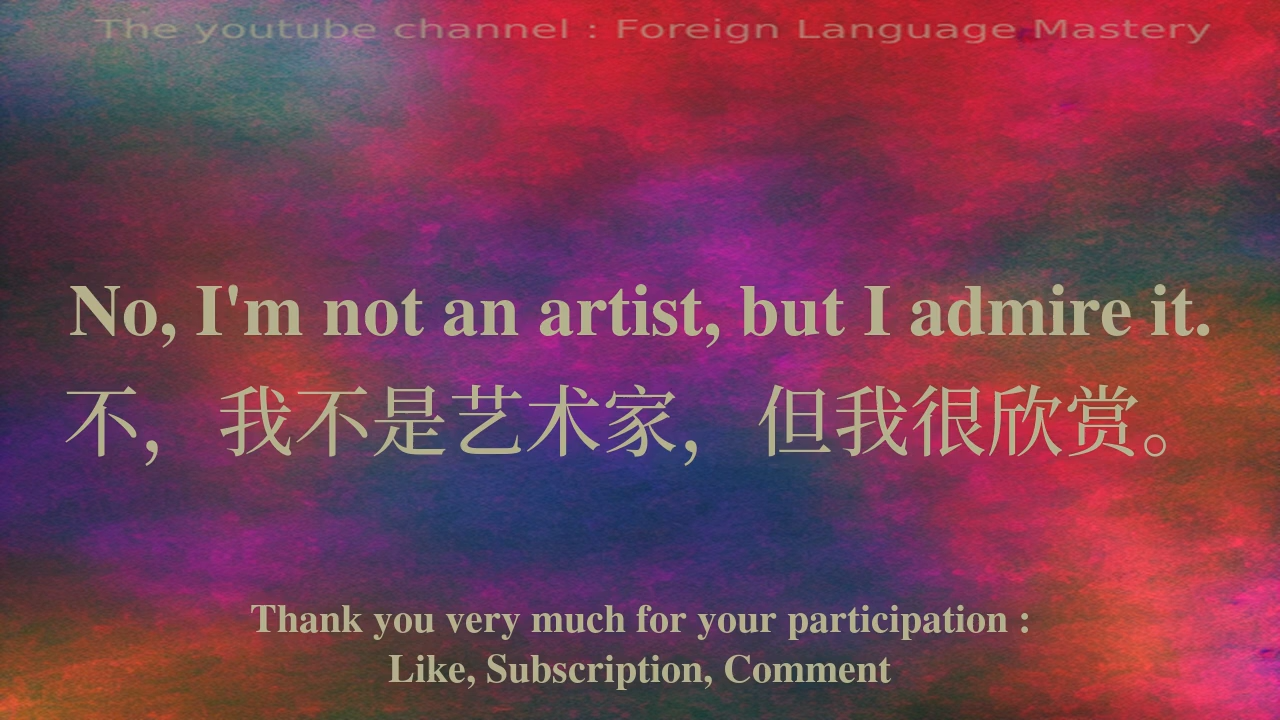 The youtube channel : Foreign Language Mastery
No, I'm not an artist, but I admire it.
不，我不是艺术家，但我很欣赏。
Thank you very much for your participation :
Like, Subscription, Comment